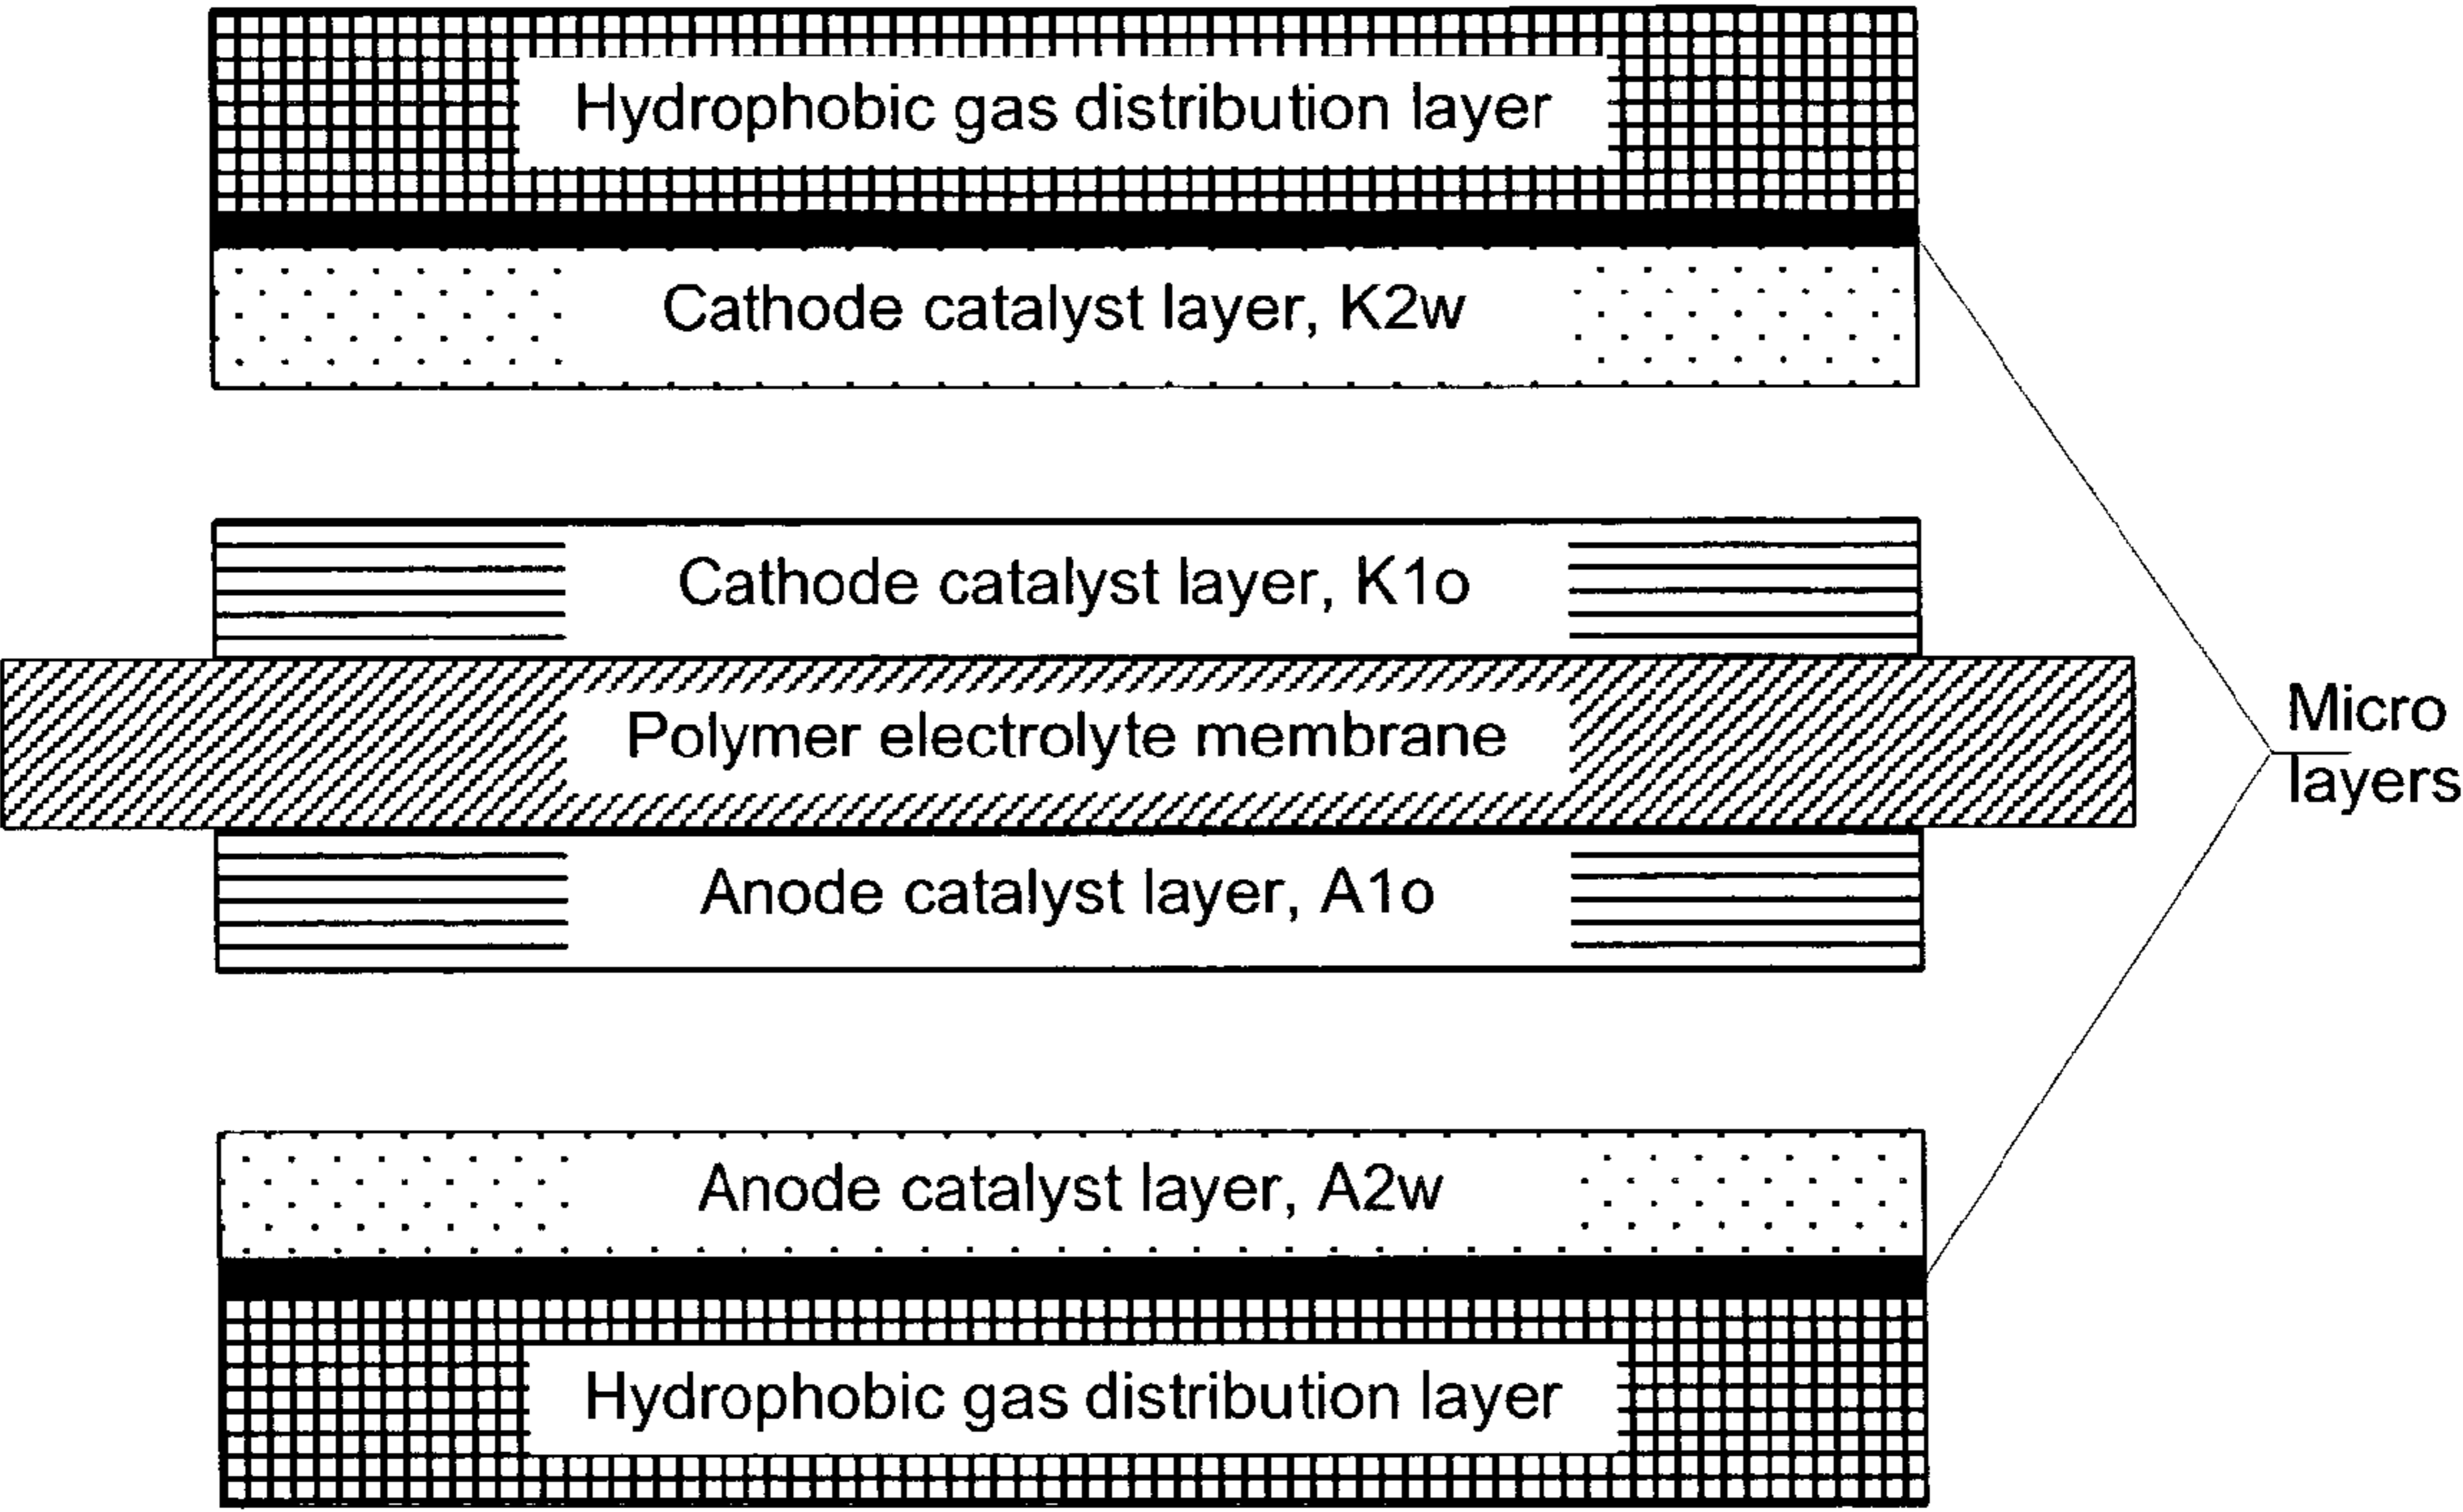 Hydrophobic gas distribution layer
Cathode catalyst layer, K2w
Cathode catalyst layer, K1o
Polymer electrolyte membrane
Micro
layers
Anode catalyst layer, A1o
Anode catalyst layer, A2w
Hydrophobic gas distribution layer